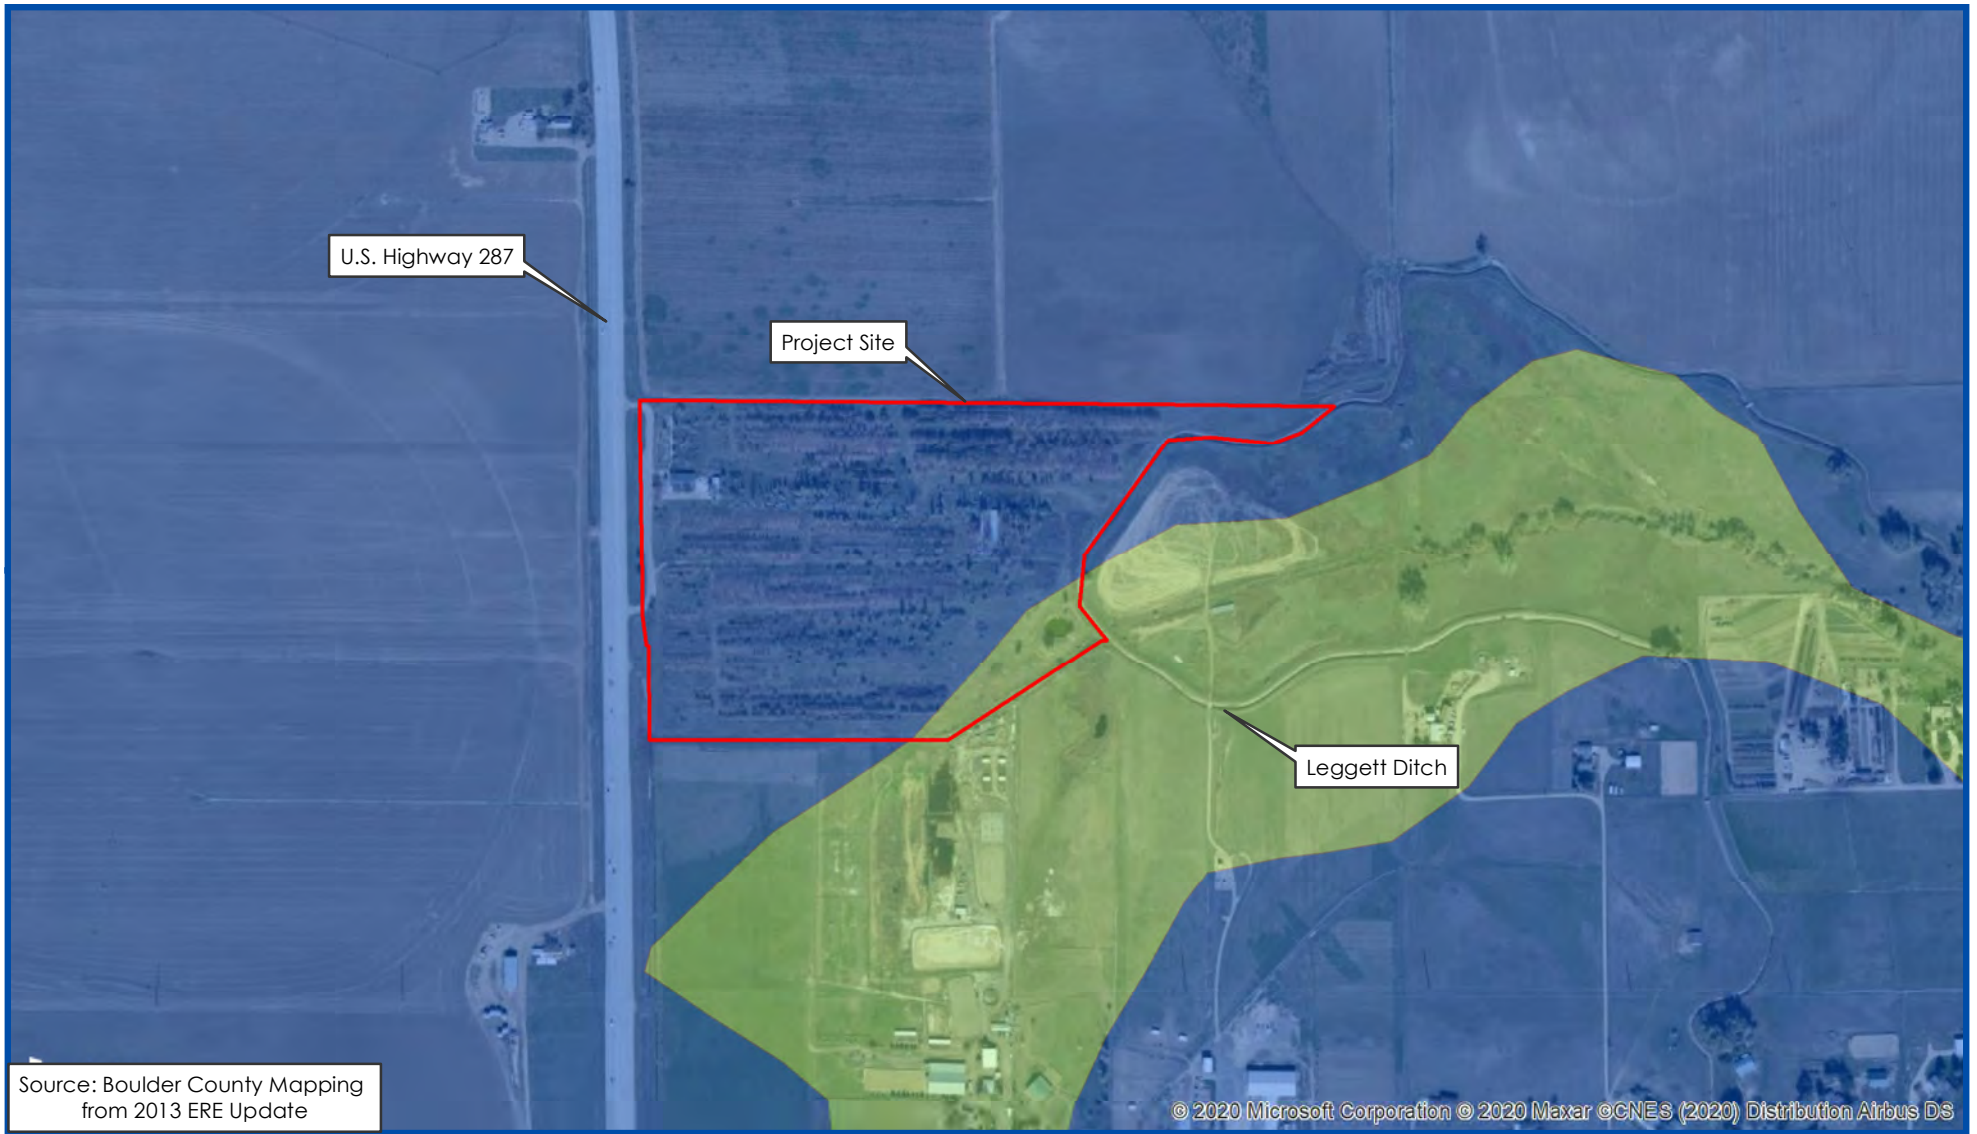 U.S. Highway 287
Project Site
Leggett Ditch
Source: Boulder County Mapping
from 2013 ERE Update
© 2020 Microsoft Corporation © 2020 Maxar ©CNES (2020) Distribution Airbus DS